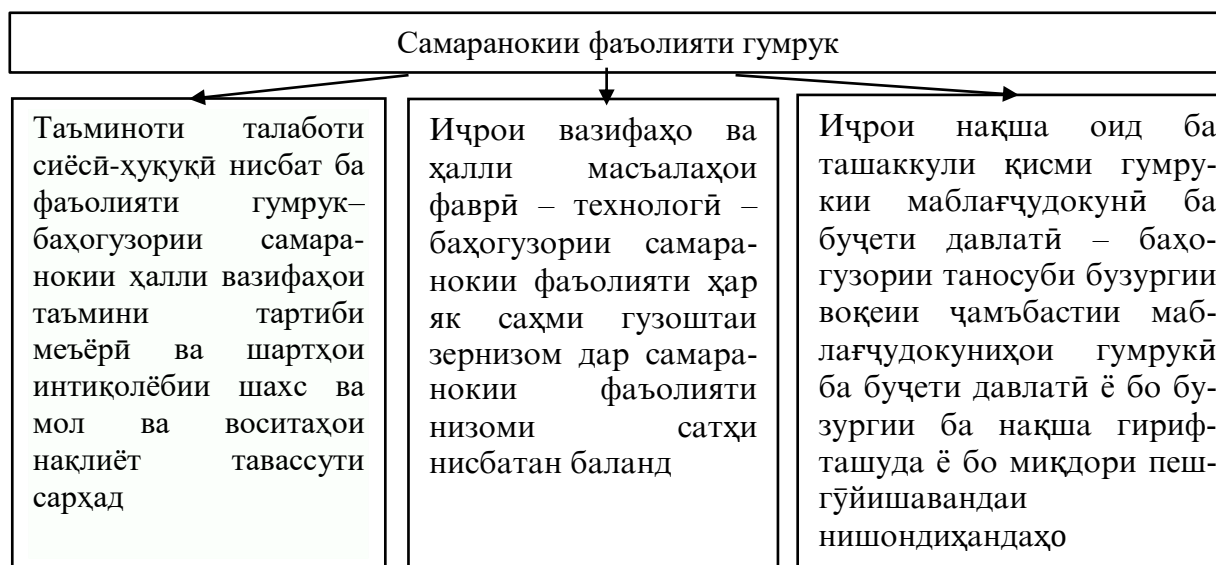 Самаранокии фаъолияти гумрук
Таъминоти талаботи
сиёсӣ-ҳуқуқӣ нисбат ба
фаъолияти гумрук–
баҳогузории самара-
нокии ҳалли вазифаҳои
таъмини тартиби
меъёрӣ ва шартҳои
интиқолёбии шахс ва
мол ва воситаҳои
нақлиёт тавассути
сарҳад
Иҷрои вазифаҳо ва
ҳалли масъалаҳои
фаврӣ – технологӣ –
баҳогузории самара-
нокии фаъолияти ҳар
як саҳми гузоштаи
зернизом дар самара-
нокии фаъолияти
низоми сатҳи
нисбатан баланд
Иҷрои нақша оид ба
ташаккули қисми гумру-
кии маблағҷудокунӣ ба
буҷети давлатӣ – баҳо-
гузории таносуби бузургии
воқеии ҷамъбастии маб-
лағҷудокуниҳои гумрукӣ
ба буҷети давлатӣ ё бо бу-
зургии ба нақша гириф-
ташуда ё бо миқдори пеш-
гӯйишавандаи
нишондиҳандаҳо